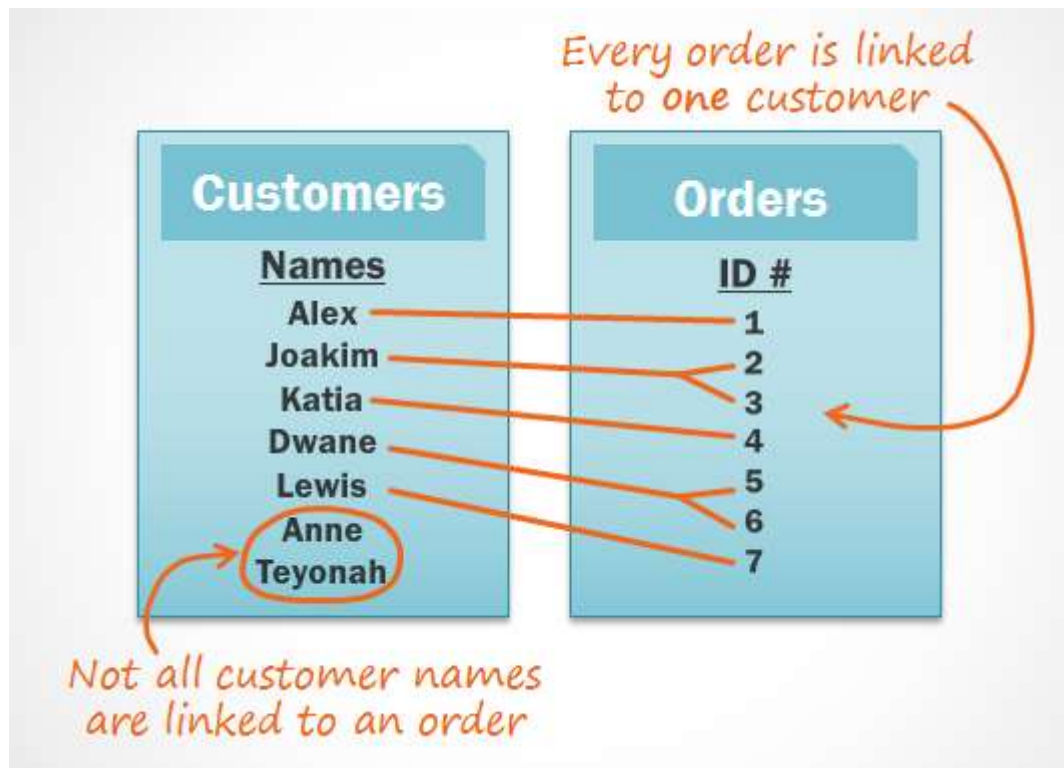 Every order is linked
to one customer
Customers
Names
Alex
Joakim
Katia
Dwane
Lewis
Anne
Teyonah
Orders
ID #
1
2
3
4
5
6
7
Not all customer names
are linked to an order